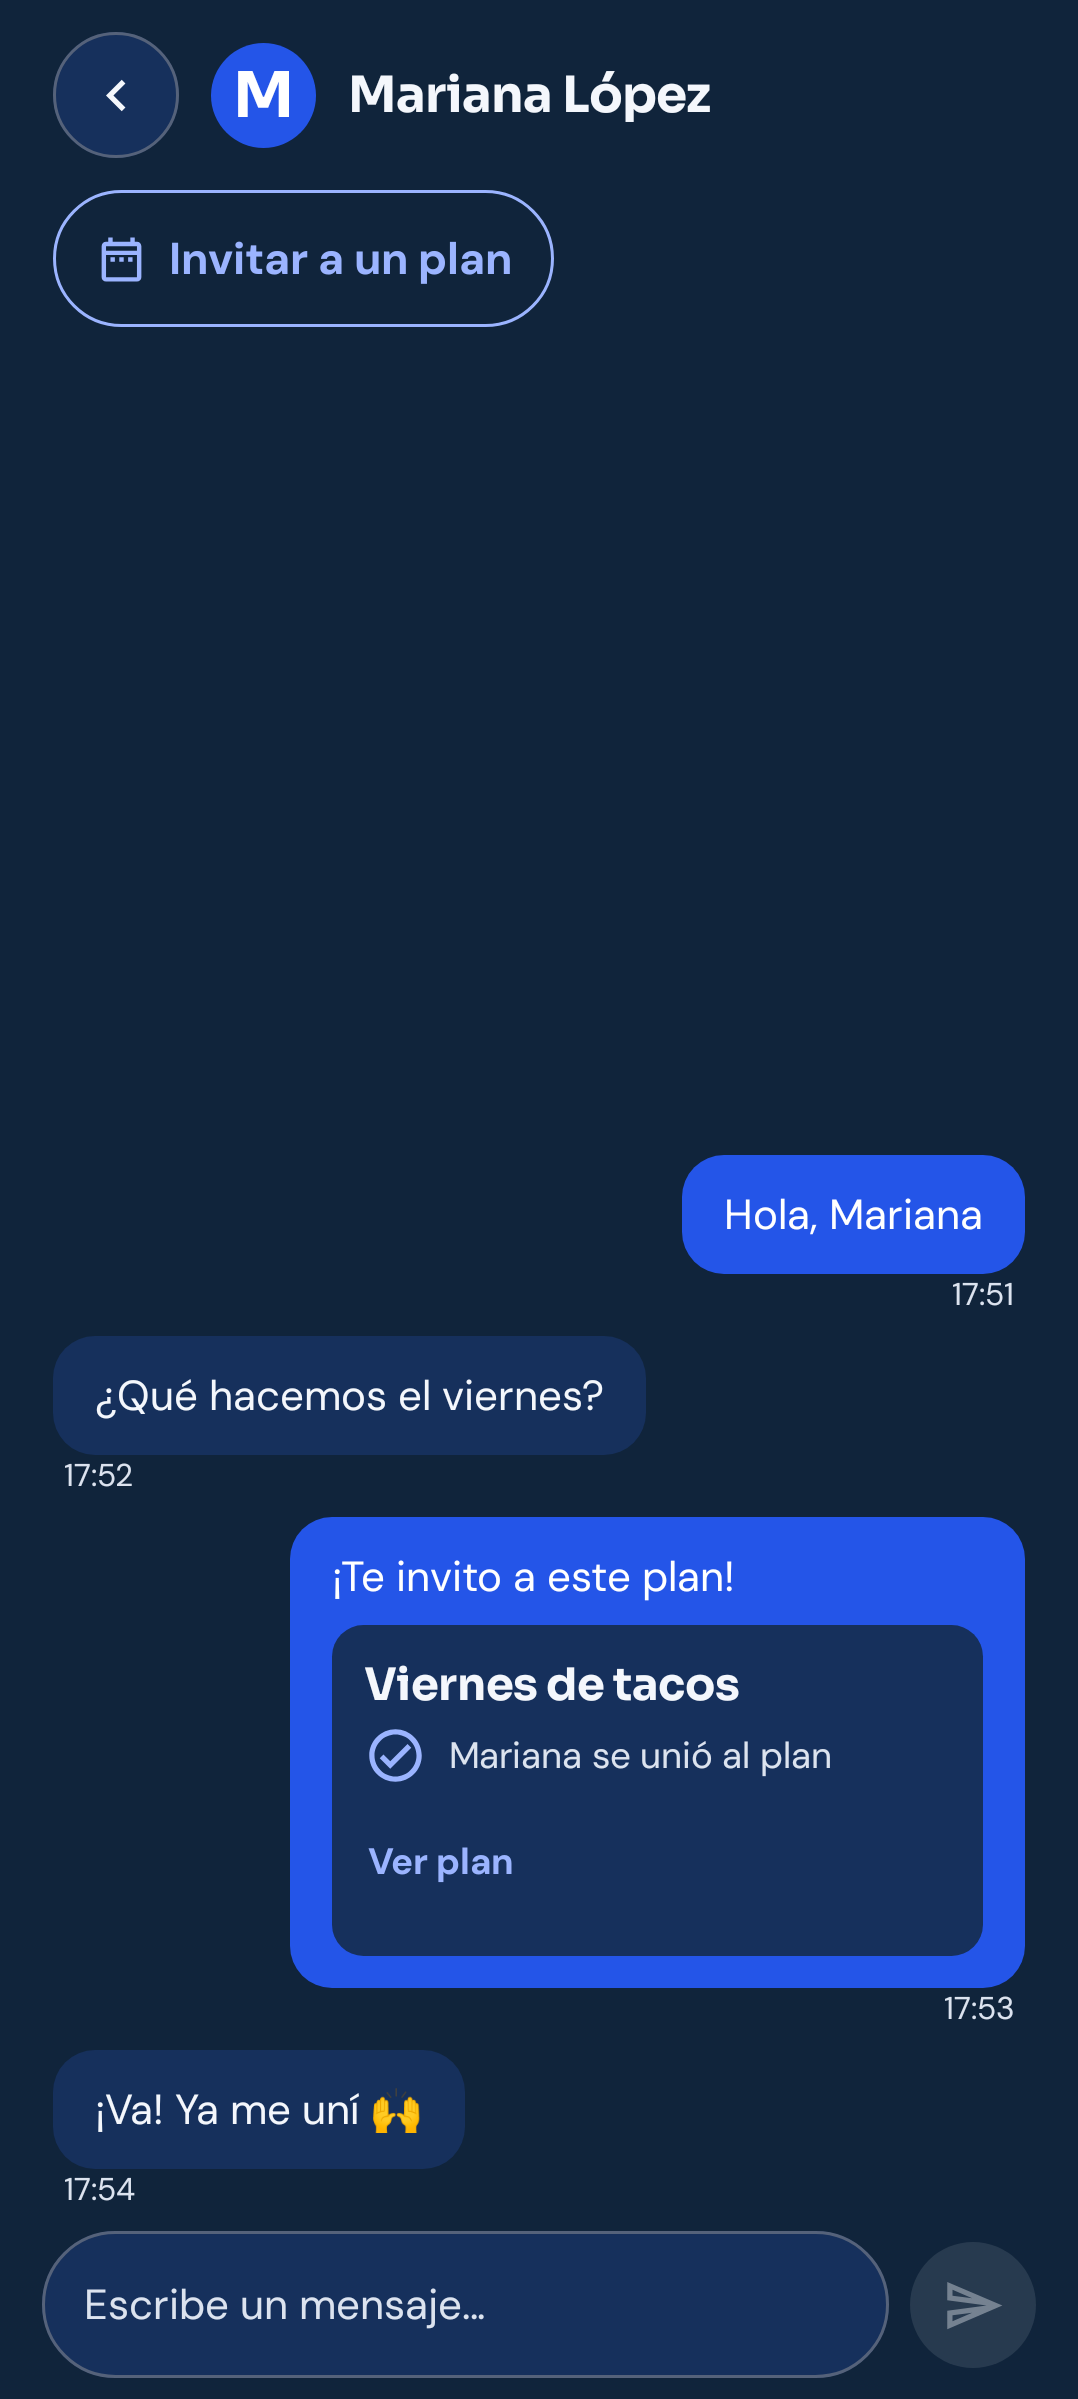 M
Mariana López
Invitar a un plan
Hola, Mariana
17:51
¿Qué hacemos el viernes?
17:52
¡Te invito a este plan!
Viernes de tacos
Mariana se unió al plan
Ver plan
17:53
¡Va! Ya me uní 🙌
17:54
Escribe un mensaje...